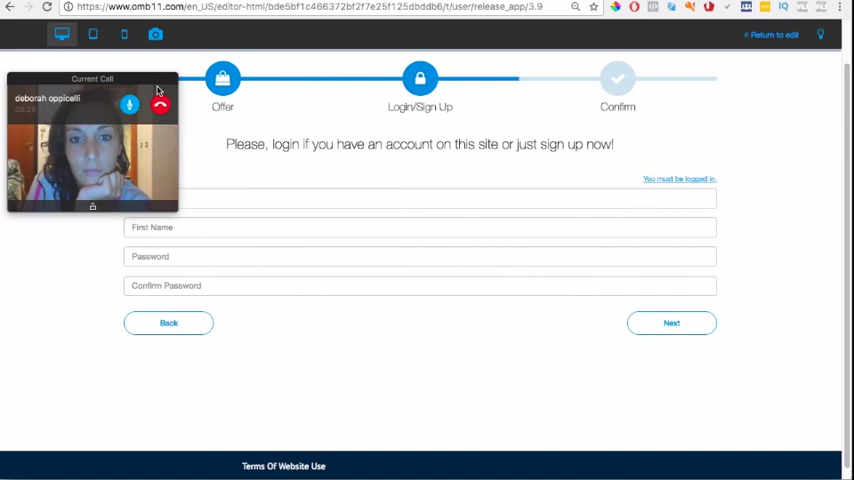 https://www.omb11.com/en_US/editor-html/bde5bf1c466372bf2f7e25f125dbddb6/t/user/release_app/3.9
« Return to edit
Current Call
deborah oppicelli
Offer
Login/Sign Up
Confirm
Please, login if you have an account on this site or just sign up now!
You must be logged in.
First Name
Password
Confirm Password
Back
Next
Terms Of Website Use